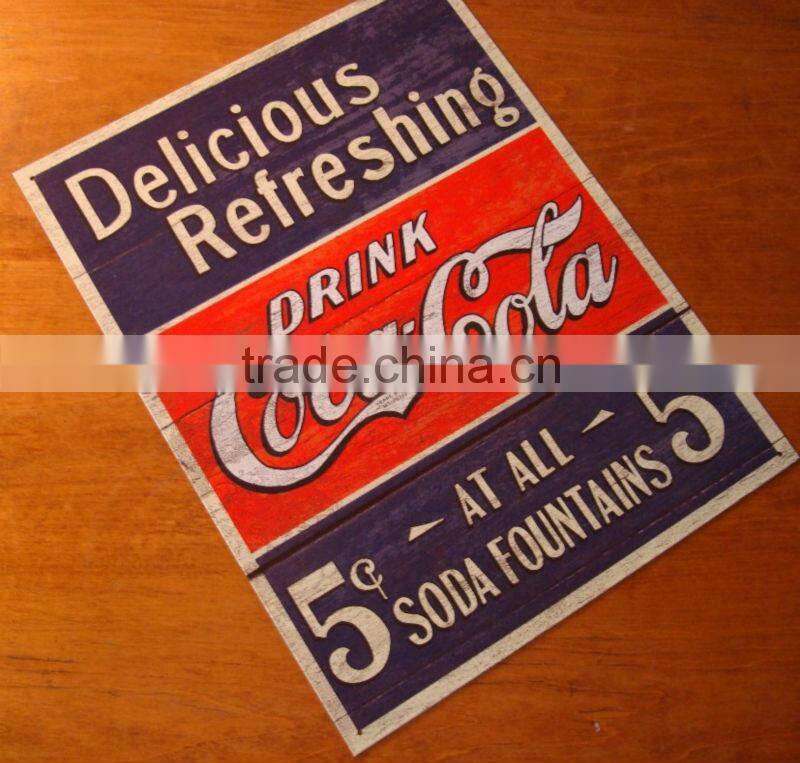 Delicious
Refreshing
DRINK
Coca-Cola
trade.china.cn
AT ALL
5¢ SODA FOUNTAINS 5